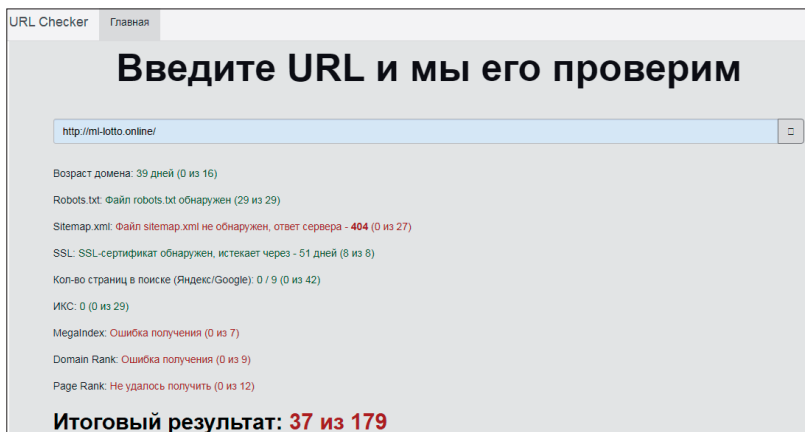 URL Checker Главная
Введите URL и мы его проверим
http://ml-lotto.online/
Возраст домена: 39 дней (0 из 16)
Robots.txt: Файл robots.txt обнаружен (29 из 29)
Sitemap.xml: Файл sitemap.xml не обнаружен, ответ сервера - 404 (0 из 27)
SSL: SSL-сертификат обнаружен, истекает через - 51 дней (8 из 8)
Кол-во страниц в поиске (Яндекс/Google): 0 / 9 (0 из 42)
ИКС: 0 (0 из 29)
MegaIndex: Ошибка получения (0 из 7)
Domain Rank: Ошибка получения (0 из 9)
Page Rank: Не удалось получить (0 из 12)
Итоговый результат: 37 из 179